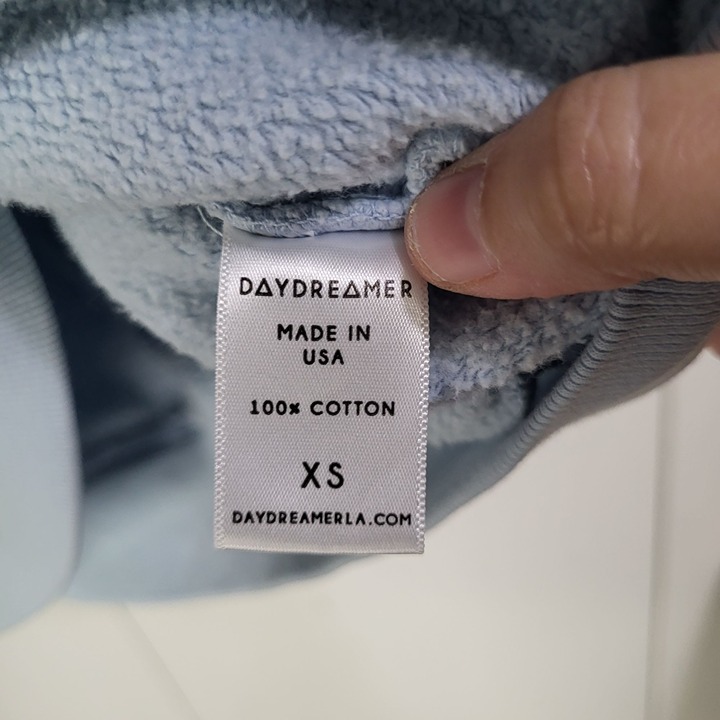 DAYDREAMER
MADE IN
USA
100% COTTON
XS
DAYDREAMERLA.COM